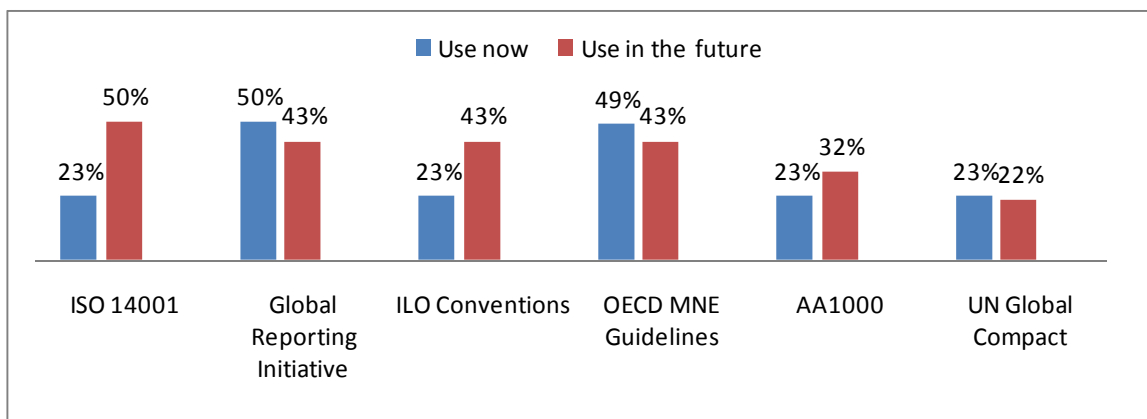 Use now Use in the future
50% 50% 49%
43% 43% 43%
32%
23% 23% 23% 23% 22%
ISO 14001 Global ILO Conventions OECD MNE AA1000 UN Global
Reporting Guidelines Compact
Initiative